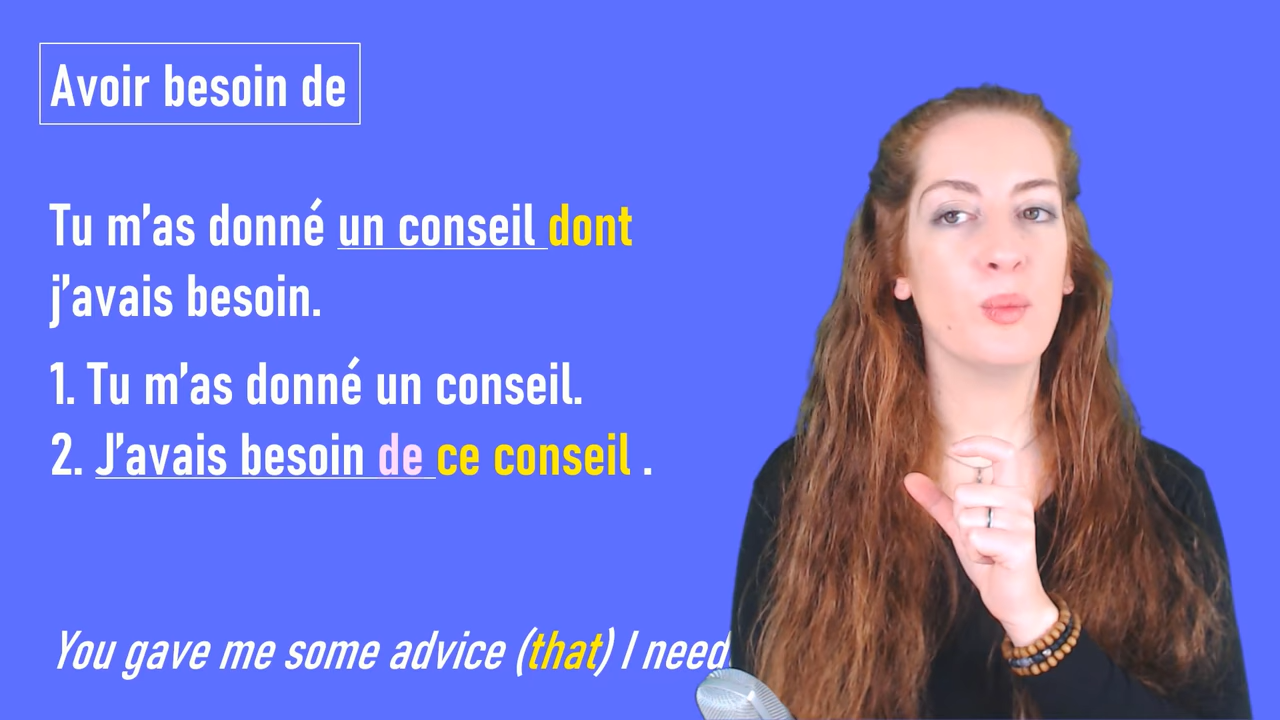 Avoir besoin de
Tu m'as donné un conseil dont
j'avais besoin.
1. Tu m'as donné un conseil.
2. J'avais besoin de ce conseil .
You gave me some advice (that) I need